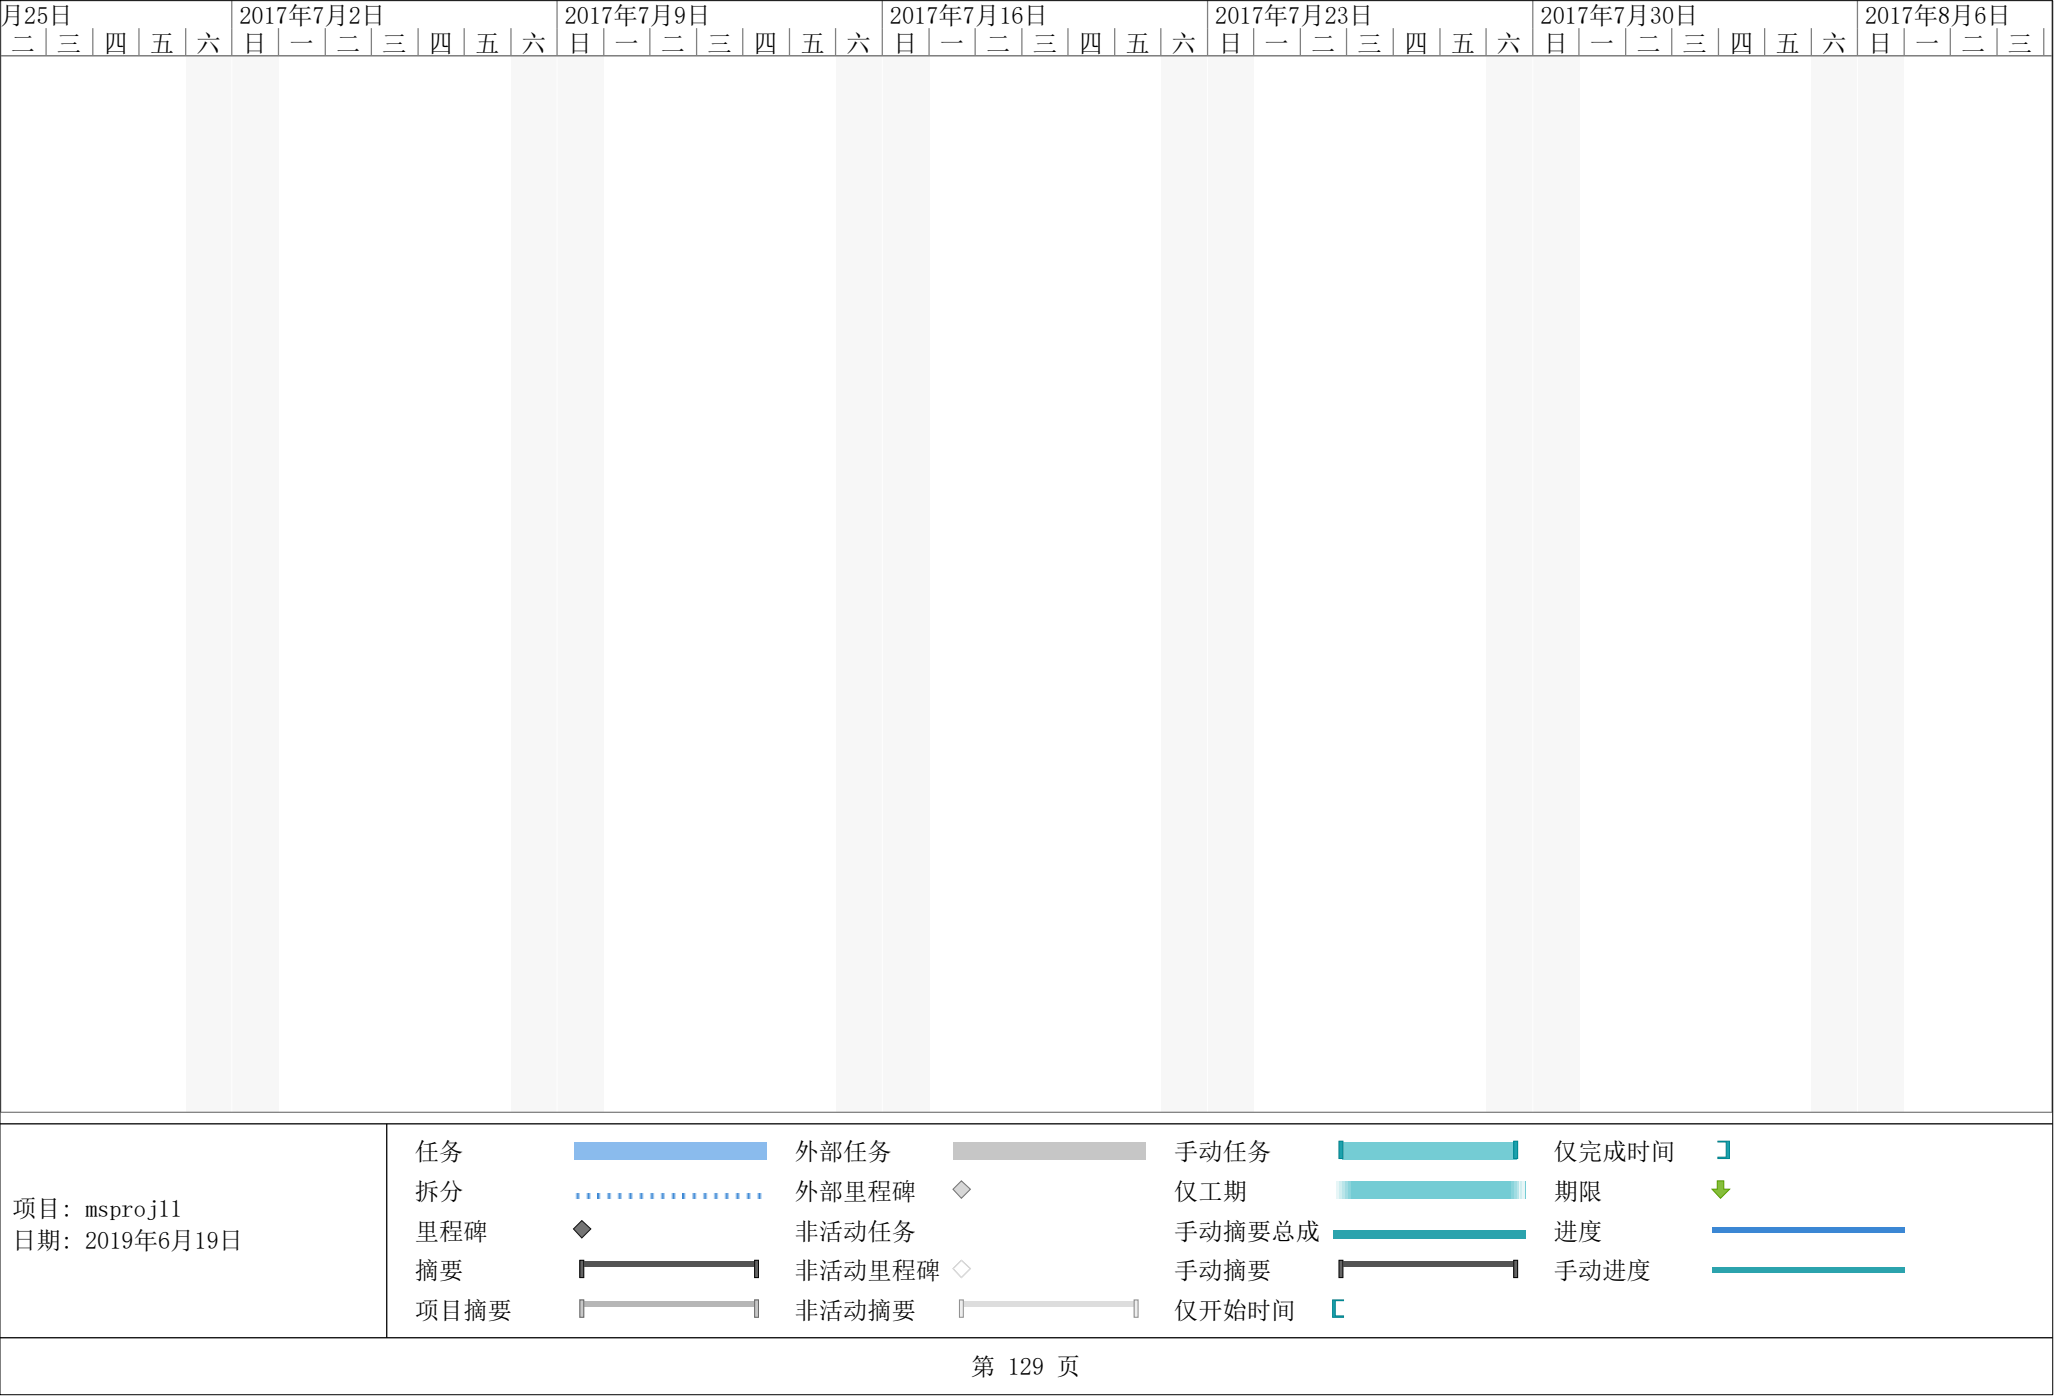 月25日 2017年7月2日 2017年7月9日 2017年7月16日 2017年7月23日 2017年7月30日 2017年8月6日
二 三 四 五 六 日 一 二 三 四 五 六 日 一 二 三 四 五 六 日 一 二 三 四 五 六 日 一 二 三 四 五 六 日 一 二 三 四 五 六 日 一 二 三
项目: msproj11
日期: 2019年6月19日
任务
拆分
里程碑
摘要
项目摘要
外部任务
外部里程碑
非活动任务
非活动里程碑
非活动摘要
手动任务
仅工期
手动摘要总成
手动摘要
仅开始时间
仅完成时间
期限
进度
手动进度
第 129 页